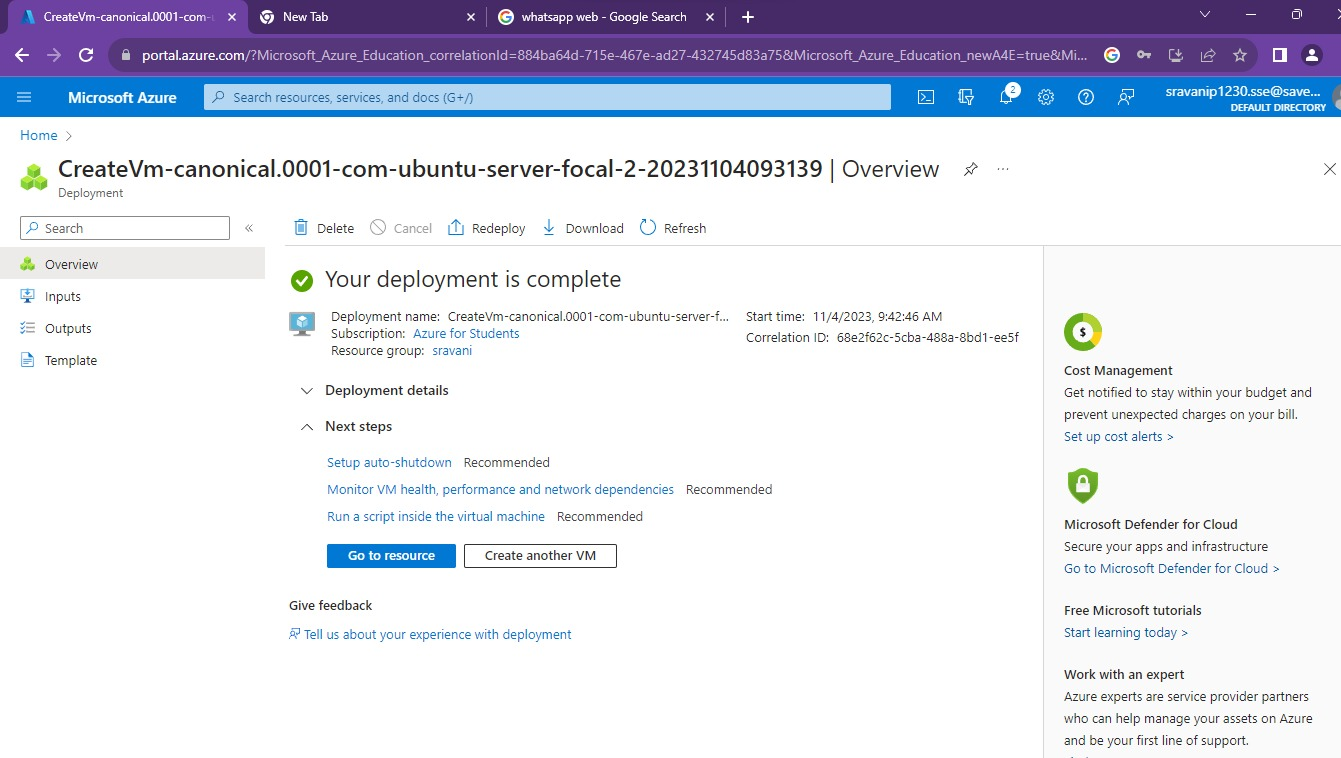 CreateVm-canonical.0001-com-u
New Tab
whatsapp web - Google Search
portal.azure.com/?Microsoft_Azure_Education_correlationId=884ba64d-715e-467e-ad27-432745d83a75&Microsoft_Azure_Education_newA4E=true&Mi...
Microsoft Azure
Search resources, services, and docs (G+/)
2
sravanip1230.sse@save...
DEFAULT DIRECTORY
Home >
CreateVm-canonical.0001-com-ubuntu-server-focal-2-20231104093139 | Overview
Deployment
Search
Delete
Cancel
Redeploy
Download
Refresh
Overview
Inputs
Outputs
Template
Your deployment is complete
Deployment name: CreateVm-canonical.0001-com-ubuntu-server-f...
Subscription: Azure for Students
Resource group: sravani
Start time: 11/4/2023, 9:42:46 AM
Correlation ID: 68e2f62c-5cba-488a-8bd1-ee5f
Deployment details
Next steps
Setup auto-shutdown Recommended
Monitor VM health, performance and network dependencies Recommended
Run a script inside the virtual machine Recommended
Go to resource
Create another VM
Give feedback
Tell us about your experience with deployment
Cost Management
Get notified to stay within your budget and
prevent unexpected charges on your bill.
Set up cost alerts >
Microsoft Defender for Cloud
Secure your apps and infrastructure
Go to Microsoft Defender for Cloud >
Free Microsoft tutorials
Start learning today >
Work with an expert
Azure experts are service provider partners
who can help manage your assets on Azure
and be your first line of support.